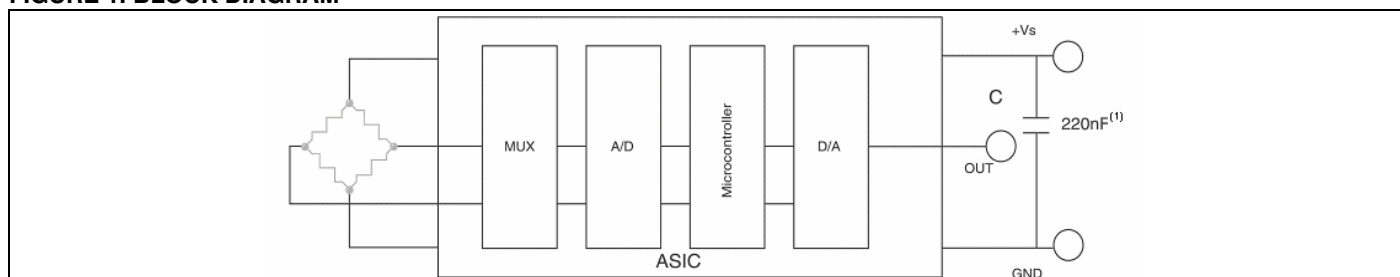 FIGURE 1. BLOCK DIAGRAM
+Vs
C
220nF(1)
MUX
A/D
Microcontroller
D/A
OUT
ASIC
GND